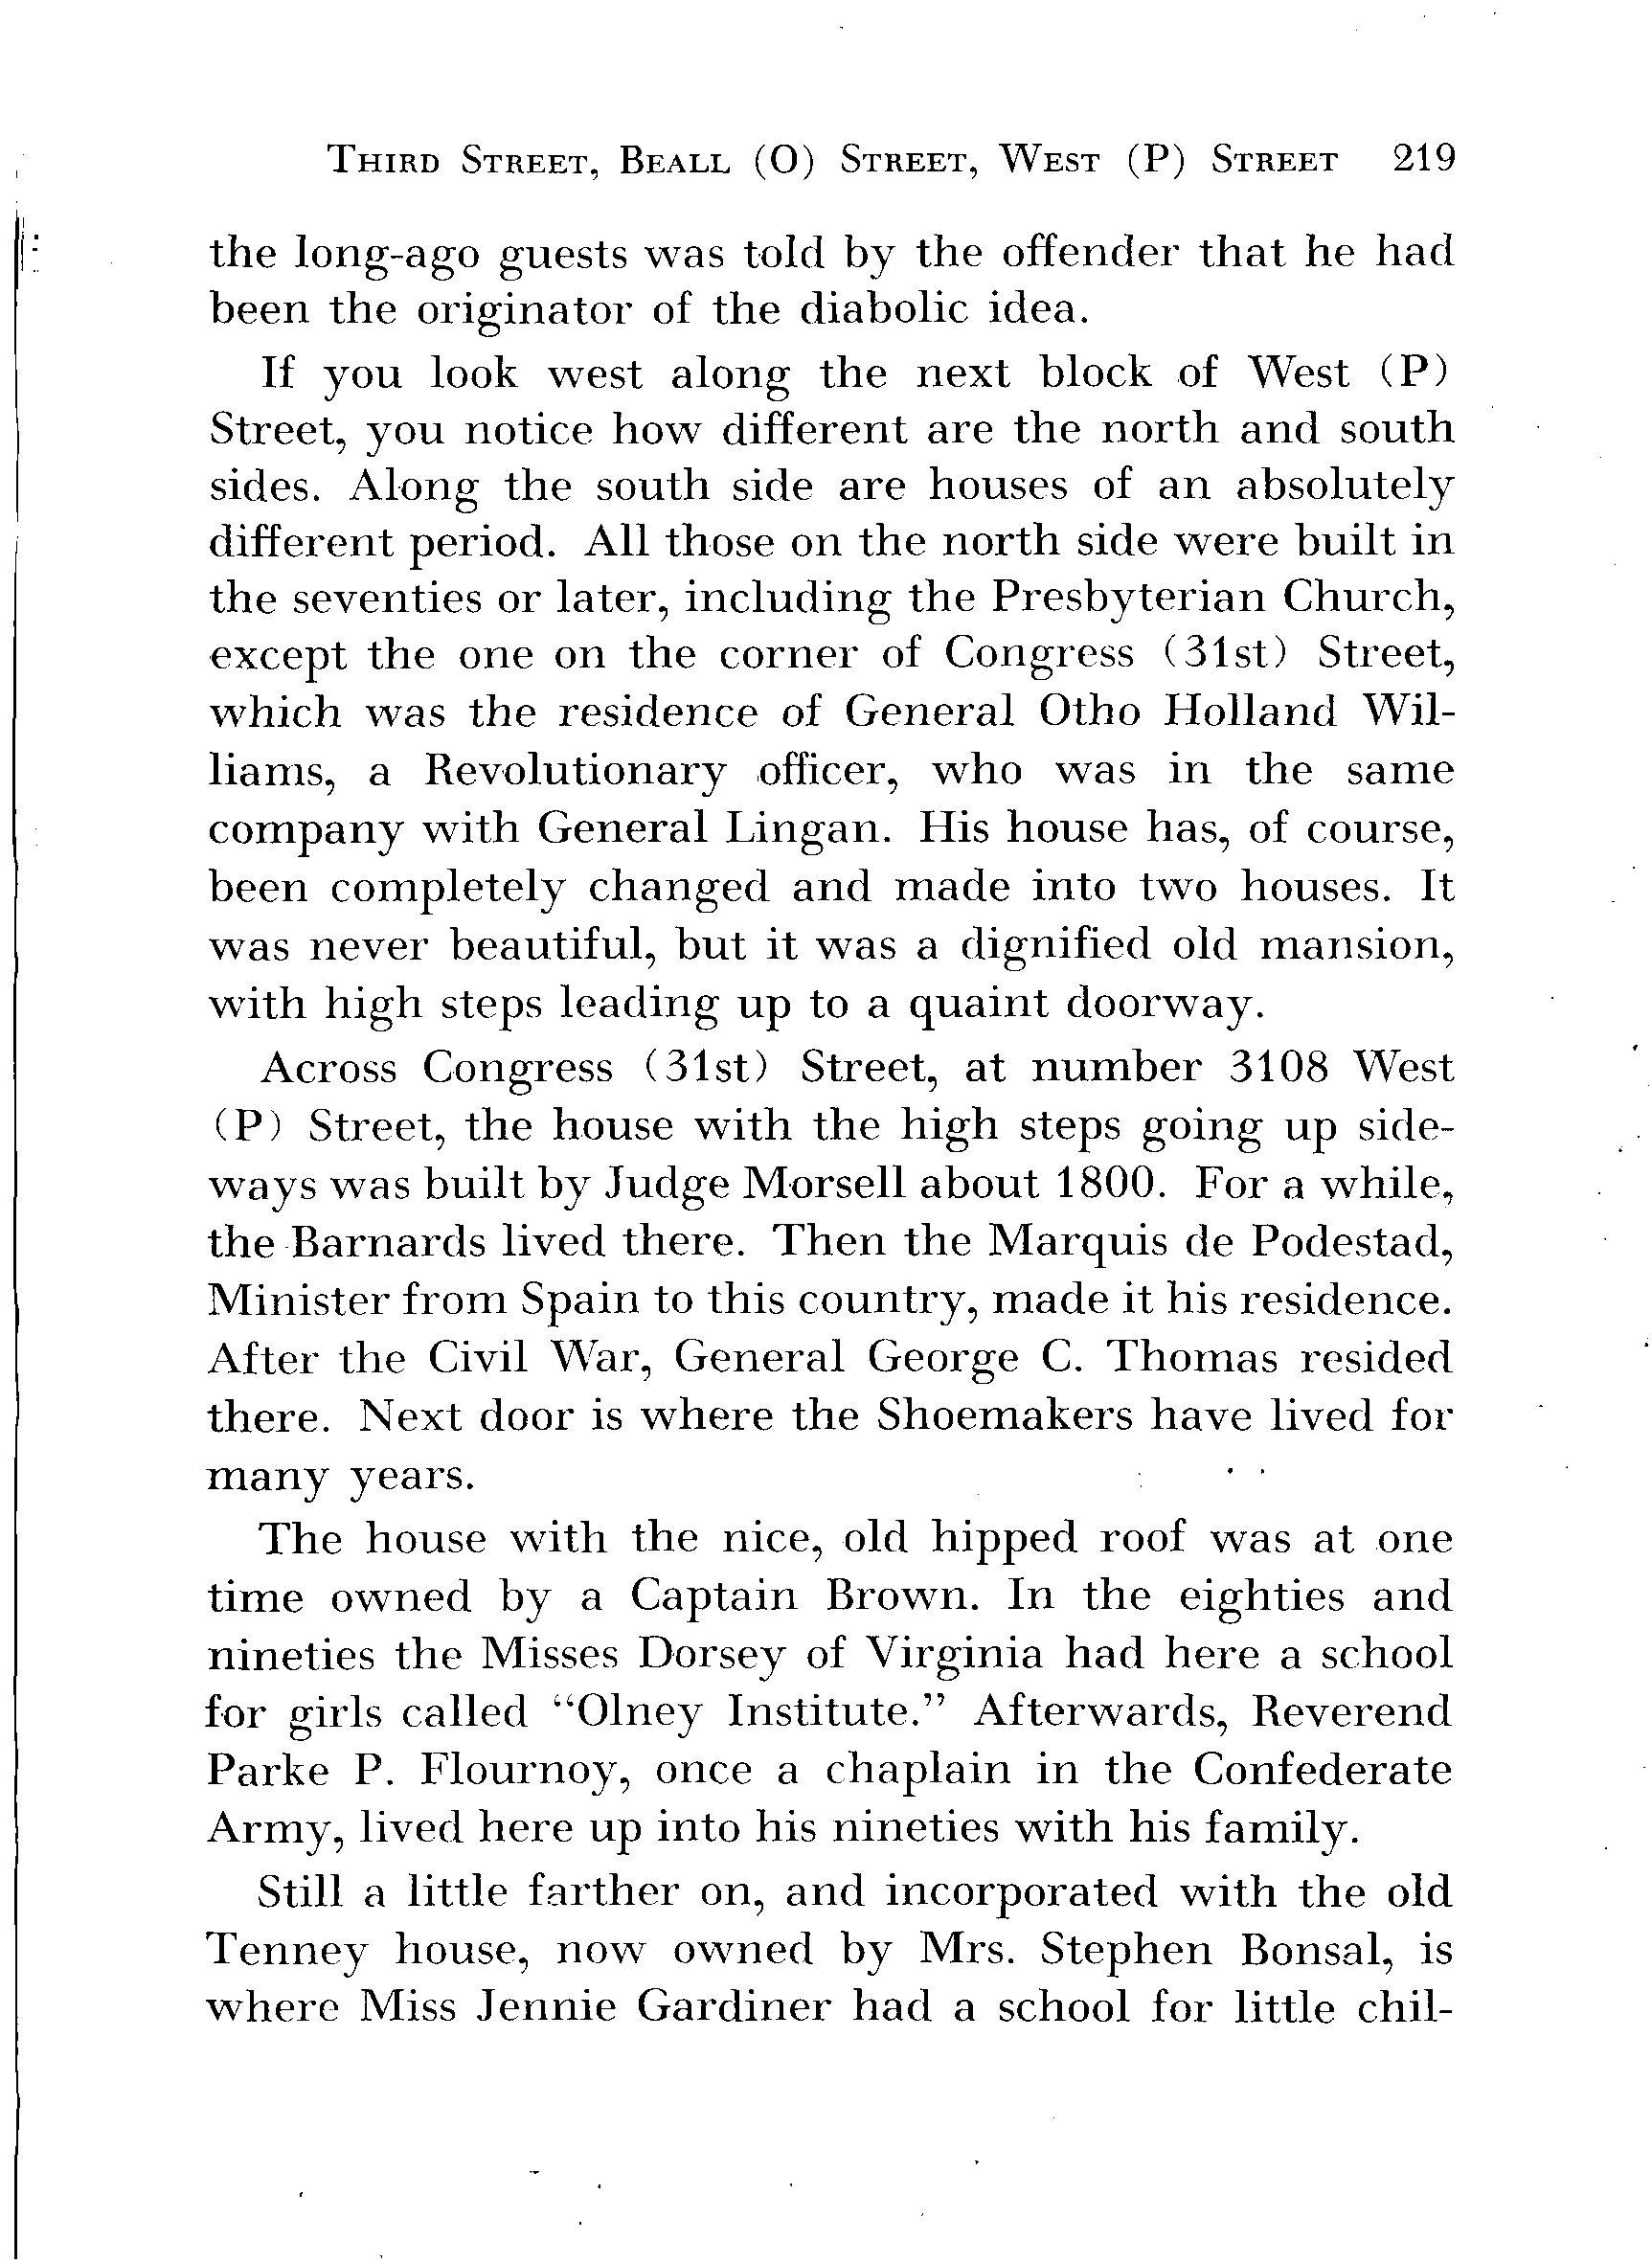 THIRD STREET, BEALL (O) STREET, WEST (P) STREET 219
the long-ago guests was told by the offender that he had
been the originator of the diabolic idea.
If you look west along the next block of West (P)
Street, you notice how different are the north and south
sides. Along the south side are houses of an absolutely
different period. All those on the north side were built in
the seventies or later, including the Presbyterian Church,
except the one on the corner of Congress (31st) Street,
which was the residence of General Otho Holland Wil-
liams, a Revolutionary officer, who was in the same
company with General Lingan. His house has, of course,
been completely changed and made into two houses. It
was never beautiful, but it was a dignified old mansion,
with high steps leading up to a quaint doorway.
Across Congress (31st) Street, at number 3108 West
(P) Street, the house with the high steps going up side-
ways was built by Judge Morsell about 1800. For a while,
the Barnards lived there. Then the Marquis de Podestad,
Minister from Spain to this country, made it his residence.
After the Civil War, General George C. Thomas resided
there. Next door is where the Shoemakers have lived for
many years.
The house with the nice, old hipped roof was at one
time owned by a Captain Brown. In the eighties and
nineties the Misses Dorsey of Virginia had here a school
for girls called "Olney Institute." Afterwards, Reverend
Parke P. Flournoy, once a chaplain in the Confederate
Army, lived here up into his nineties with his family.
Still a little farther on, and incorporated with the old
Tenney house, now owned by Mrs. Stephen Bonsal, is
where Miss Jennie Gardiner had a school for little chil-